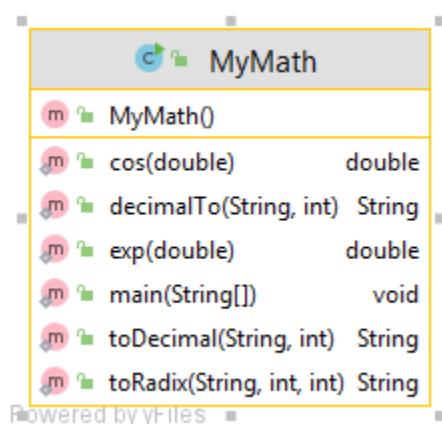 C MyMath
m MyMath()
m cos(double) double
m decimalTo(String, int) String
m exp(double) double
m main(String[]) void
m toDecimal(String, int) String
m toRadix(String, int, int) String
Powered by yFiles